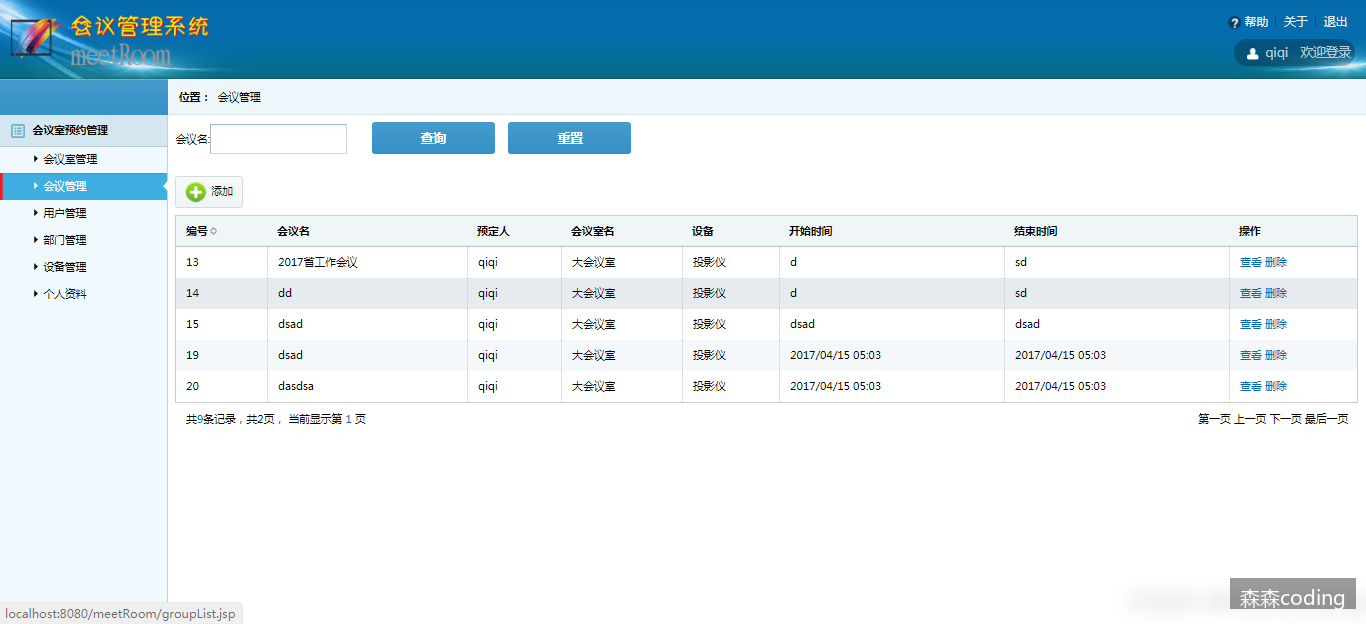 会议管理系统
meetRoom
帮助 关于 退出
qiqi 欢迎登录
位置： 会议管理
会议室预约管理
会议室管理
会议管理
用户管理
部门管理
设备管理
个人资料
会议名: 查询 重置
添加
编号 会议名 预定人 会议室名 设备 开始时间 结束时间 操作
13 2017首工作会议 qiqi 大会议室 投影仪 d sd 查看 删除
14 dd qiqi 大会议室 投影仪 d sd 查看 删除
15 dsad qiqi 大会议室 投影仪 dsad dsad 查看 删除
19 dsad qiqi 大会议室 投影仪 2017/04/15 05:03 2017/04/15 05:03 查看 删除
20 dasdsa qiqi 大会议室 投影仪 2017/04/15 05:03 2017/04/15 05:03 查看 删除
共9条记录，共2页， 当前显示第 1 页 第一页 上一页 下一页 最后一页
localhost:8080/meetRoom/groupList.jsp
森森coding